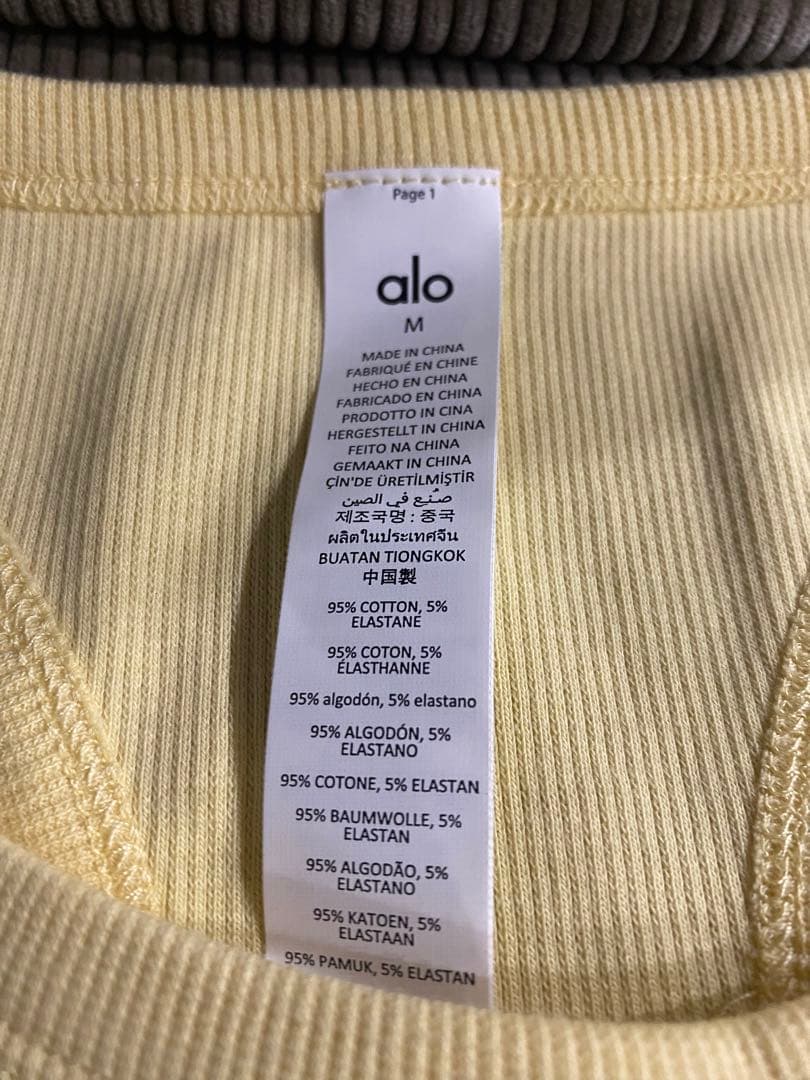 Page 1
alo
M
MADE IN CHINA
FABRIQUÉ EN CHINE
HECHO EN CHINA
FABRICADO EN CHINA
PRODOTTO IN CINA
HERGESTELLT IN CHINA
FEITO NA CHINA
GEMAAKT IN CHINA
ÇİN'DE ÜRETİLMİŞTİR
صُنِع في الصين
제조국명 : 중국
ผลิตในประเทศจีน
BUATAN TIONGKOK
中国製
95% COTTON, 5%
ELASTANE
95% COTON, 5%
ÉLASTHANNE
95% algodón, 5% elastano
95% ALGODÓN, 5%
ELASTANO
95% COTONE, 5% ELASTAN
95% BAUMWOLLE, 5%
ELASTAN
95% ALGODÃO, 5%
ELASTANO
95% KATOEN, 5%
ELASTAAN
95% PAMUK, 5% ELASTAN